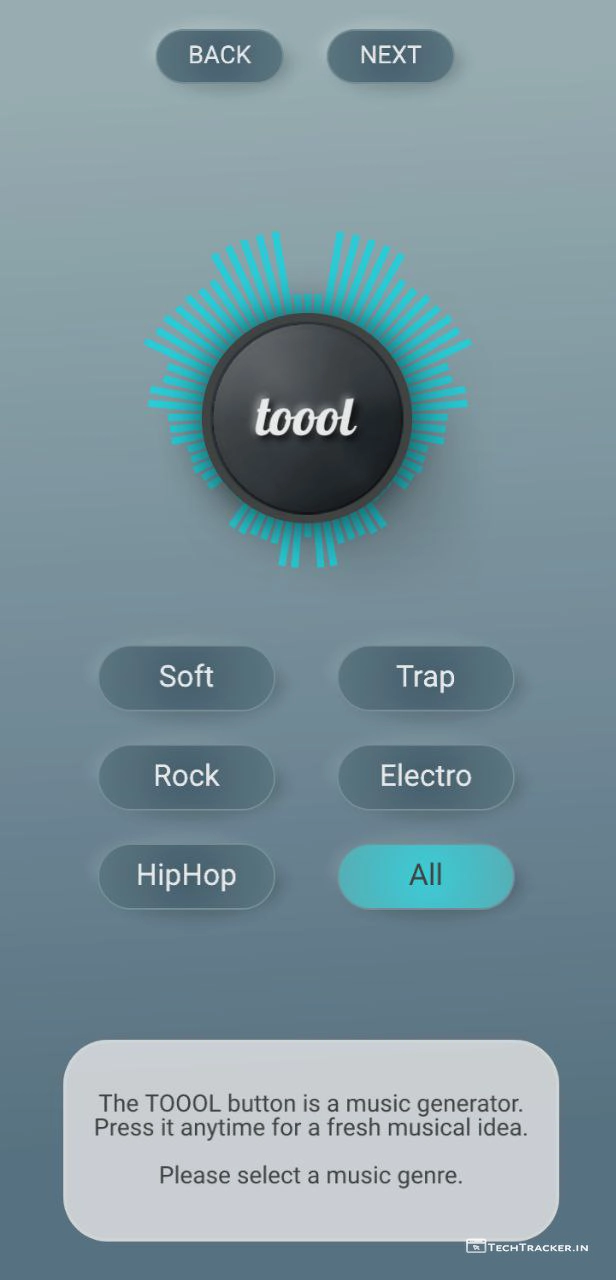 BACK NEXT
toool
Soft Trap
Rock Electro
HipHop All
The TOOOL button is a music generator.
Press it anytime for a fresh musical idea.
Please select a music genre.
TECHTRACKER.IN